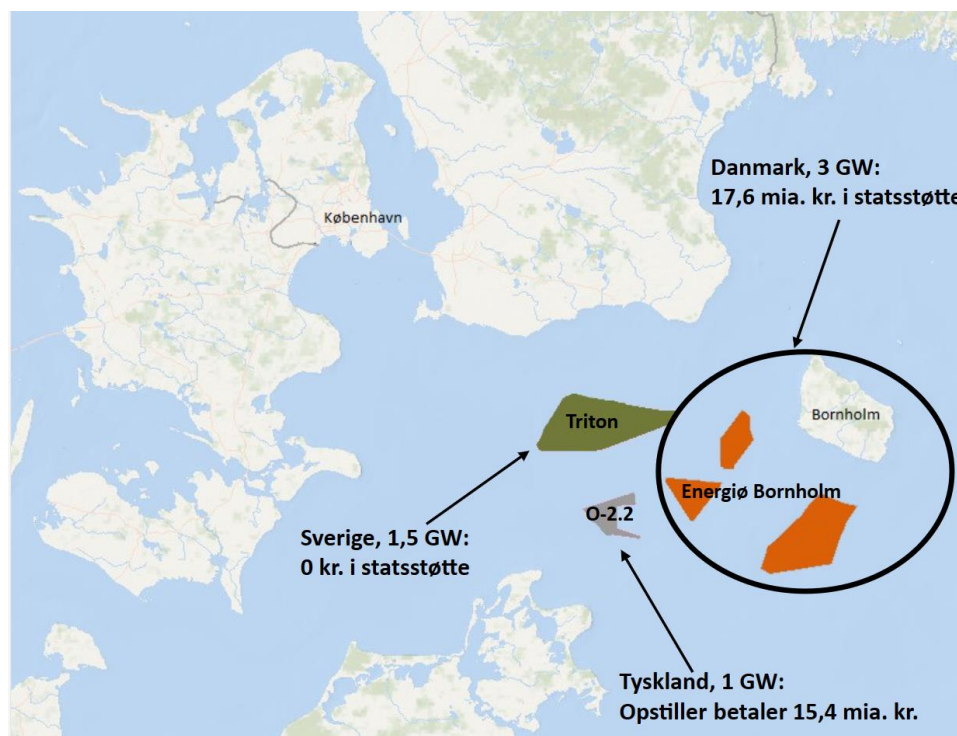 Danmark, 3 GW:
17,6 mia. kr. i statsstøtte
København
Bornholm
Triton
Energiø Bornholm
O-2.2
Sverige, 1,5 GW:
0 kr. i statsstøtte
Tyskland, 1 GW:
Opstiller betaler 15,4 mia. kr.